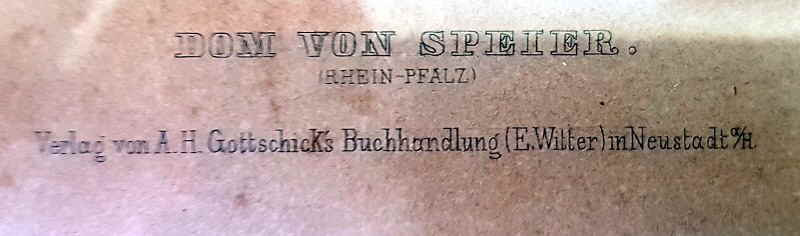 DOM VON SPEIER.
(RHEIN-PFALZ)
Verlag von A. H. Gottschick's Buchhandlung (E. Witter) in Neustadt a/H.